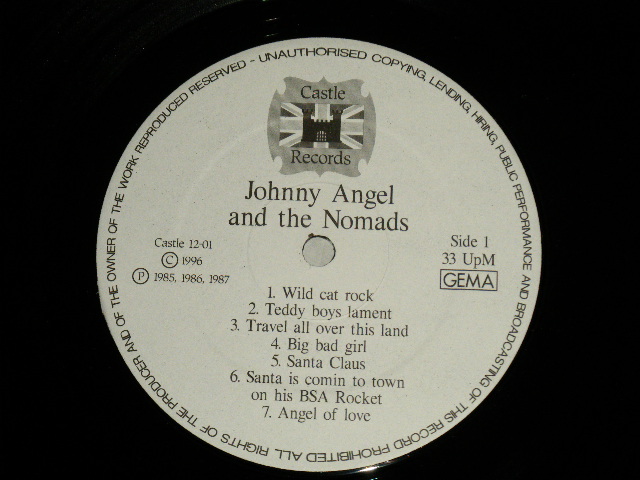 UNAUTHORISED COPYING, LENDING, HIRING, PUBLIC PERFORMANCE AND BROADCASTING OF THIS RECORD PROHIBITED ALL RIGHTS OF THE PRODUCER AND OF THE OWNER OF THE WORK REPRODUCED RESERVED -
Castle
Records
Johnny Angel
and the Nomads
Castle 12-01
© 1996
℗ 1985, 1986, 1987
Side 1
33 UpM
GEMA
1. Wild cat rock
2. Teddy boys lament
3. Travel all over this land
4. Big bad girl
5. Santa Claus
6. Santa is comin to town
on his BSA Rocket
7. Angel of love